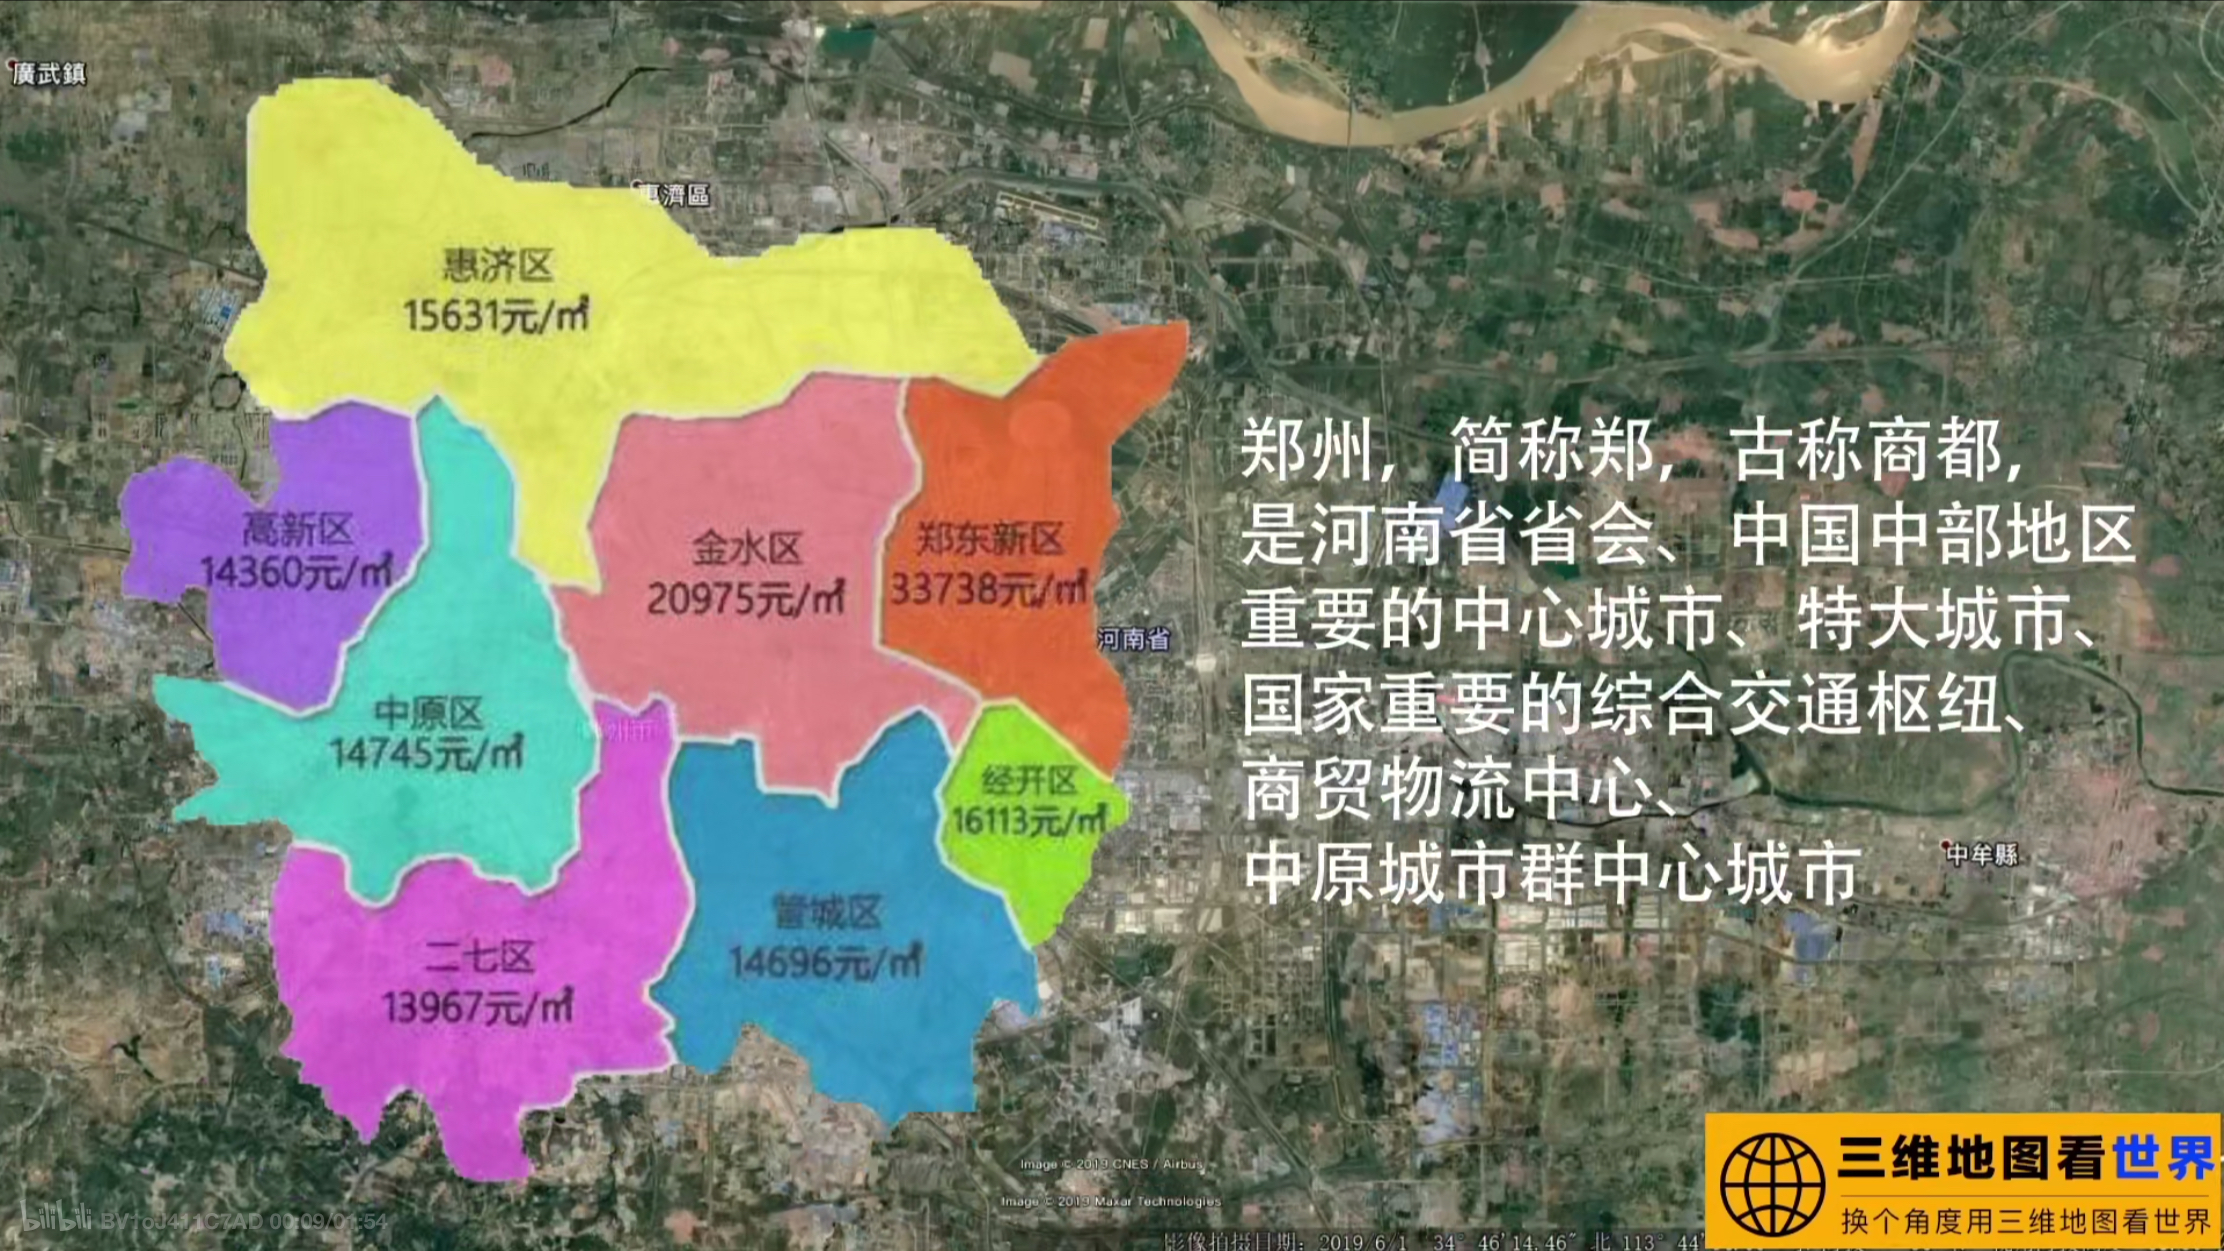 廣武鎮
惠济区
15631元/㎡
高新区
14360元/㎡
金水区
20975元/㎡
郑东新区
33738元/㎡
河南省
中原区
14745元/㎡
经开区
16113元/㎡
二七区
13967元/㎡
管城区
14696元/㎡
郑州,简称郑,古称商都,
是河南省省会、中国中部地区
重要的中心城市、特大城市、
国家重要的综合交通枢纽、
商贸物流中心、
中原城市群中心城市
中牟縣
Image © 2019 CNES / Airbus
Image © 2019 Maxar Technologies
影像拍摄日期: 2019/6/1 34°46'14.46" 北 113°44'
bilibili 00:09/01:54
三维地图看世界
换个角度用三维地图看世界